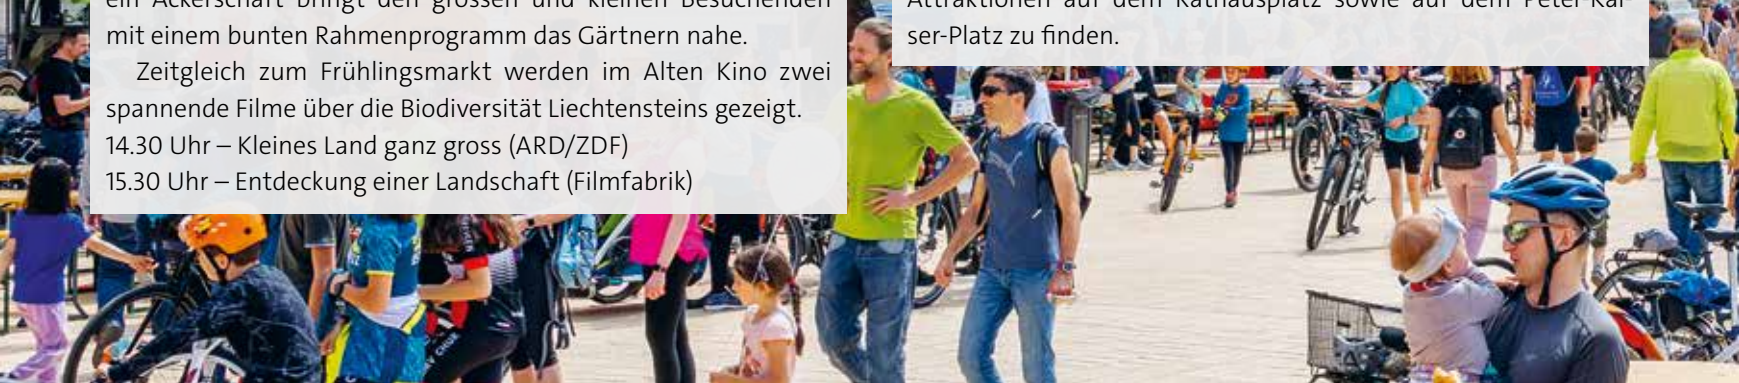 ein Ackerschaft bringt den grossen und kleinen Besuchenden
mit einem bunten Rahmenprogramm das Gärtnern nahe.
Zeitgleich zum Frühlingsmarkt werden im Alten Kino zwei
spannende Filme über die Biodiversität Liechtensteins gezeigt.
14.30 Uhr – Kleines Land ganz gross (ARD/ZDF)
15.30 Uhr – Entdeckung einer Landschaft (Filmfabrik)
Attraktionen auf dem Rathausplatz sowie auf dem Peter-Kai-
ser-Platz zu finden.